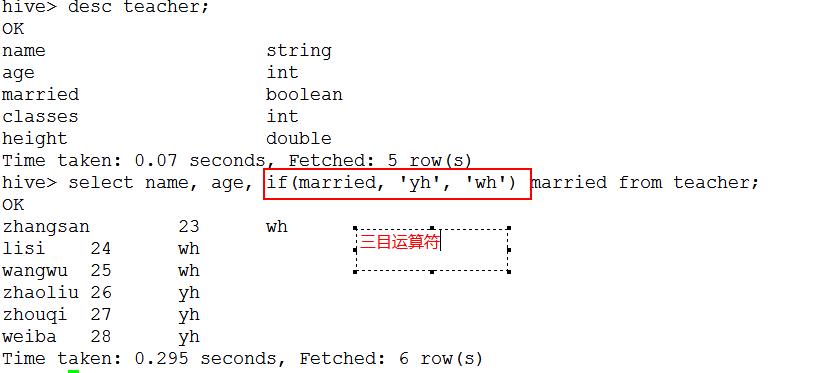 hive> desc teacher;
OK
name string
age int
married boolean
classes int
height double
Time taken: 0.07 seconds, Fetched: 5 row(s)
hive> select name, age, if(married, 'yh', 'wh') married from teacher;
OK
zhangsan 23 wh
三目运算符
lisi 24 wh
wangwu 25 wh
zhaoliu 26 yh
zhouqi 27 yh
weiba 28 yh
Time taken: 0.295 seconds, Fetched: 6 row(s)